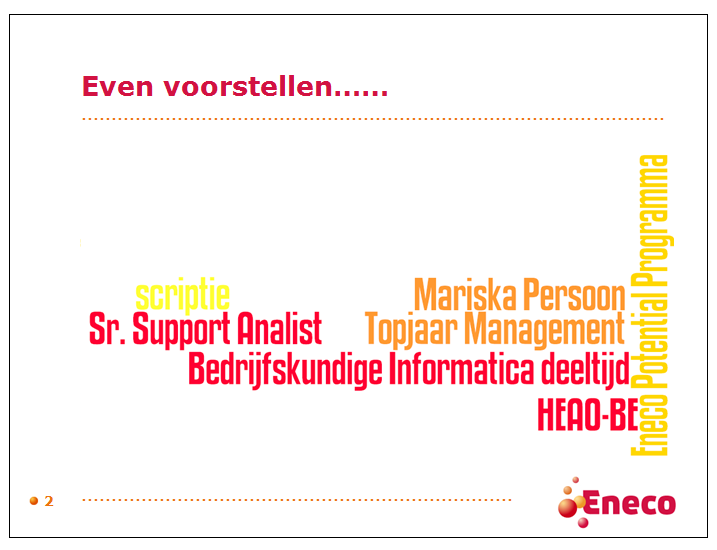 Even voorstellen......
Eneco Potential Programma
scriptie
Mariska Persoon
Sr. Support Analist
Topjaar Management
Bedrijfskundige Informatica deeltijd
HEAO-BE
2
Eneco